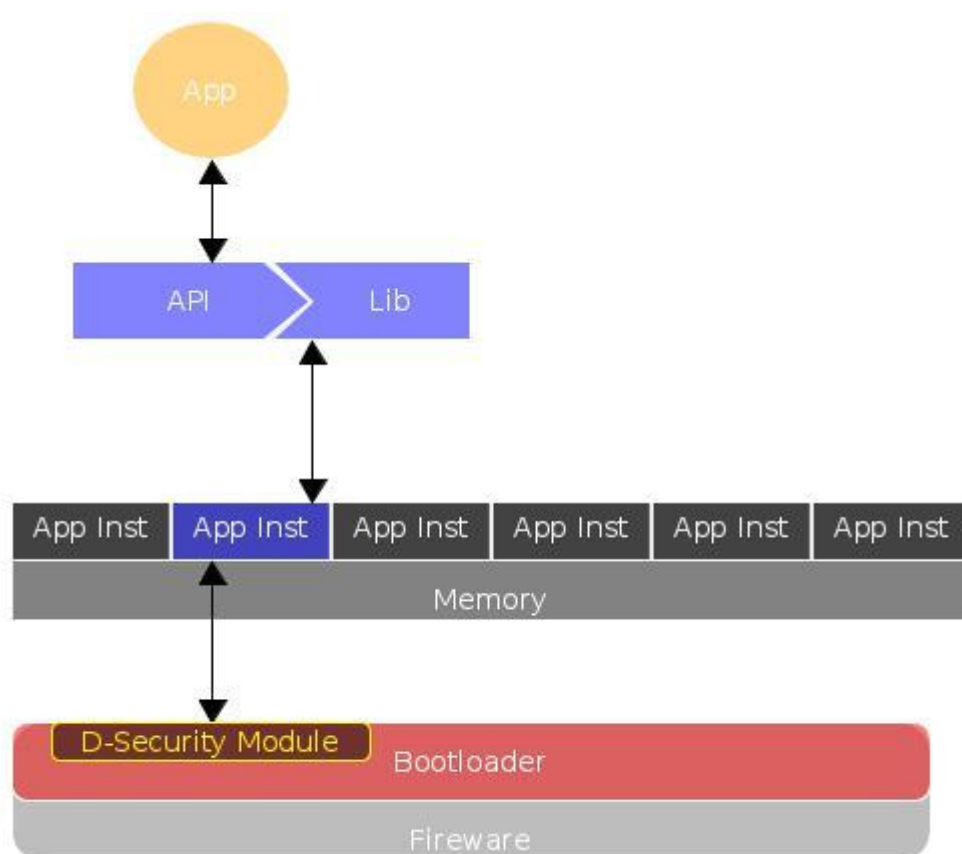 App
API
Lib
App Inst App Inst App Inst App Inst App Inst App Inst
Memory
D-Security Module
Bootloader
Fireware